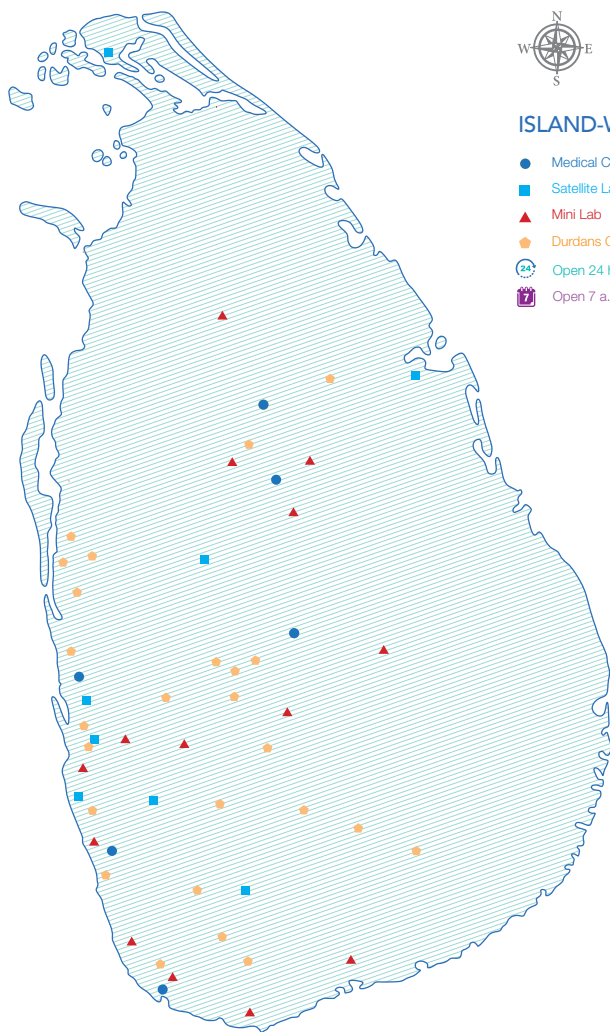 N
W E
S
ISLAND-W
Medical C
Satellite La
Mini Lab
Durdans C
24 Open 24 H
7 Open 7 a.